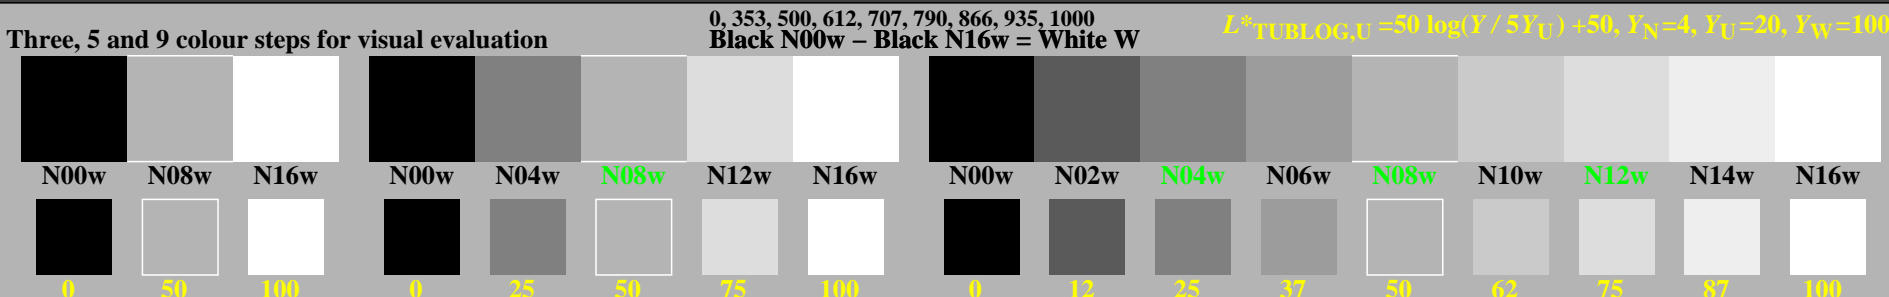 0, 353, 500, 612, 707, 790, 866, 935, 1000
L*TUBLOG,U =50 log(Y / 5YU) +50, YN=4, YU=20, YW=100
Three, 5 and 9 colour steps for visual evaluation
Black N00w – Black N16w = White W
N00w N08w N16w N00w N04w N08w N12w N16w N00w N02w N04w N06w N08w N10w N12w N14w N16w
0 50 100 0 25 50 75 100 0 12 25 37 50 62 75 87 100